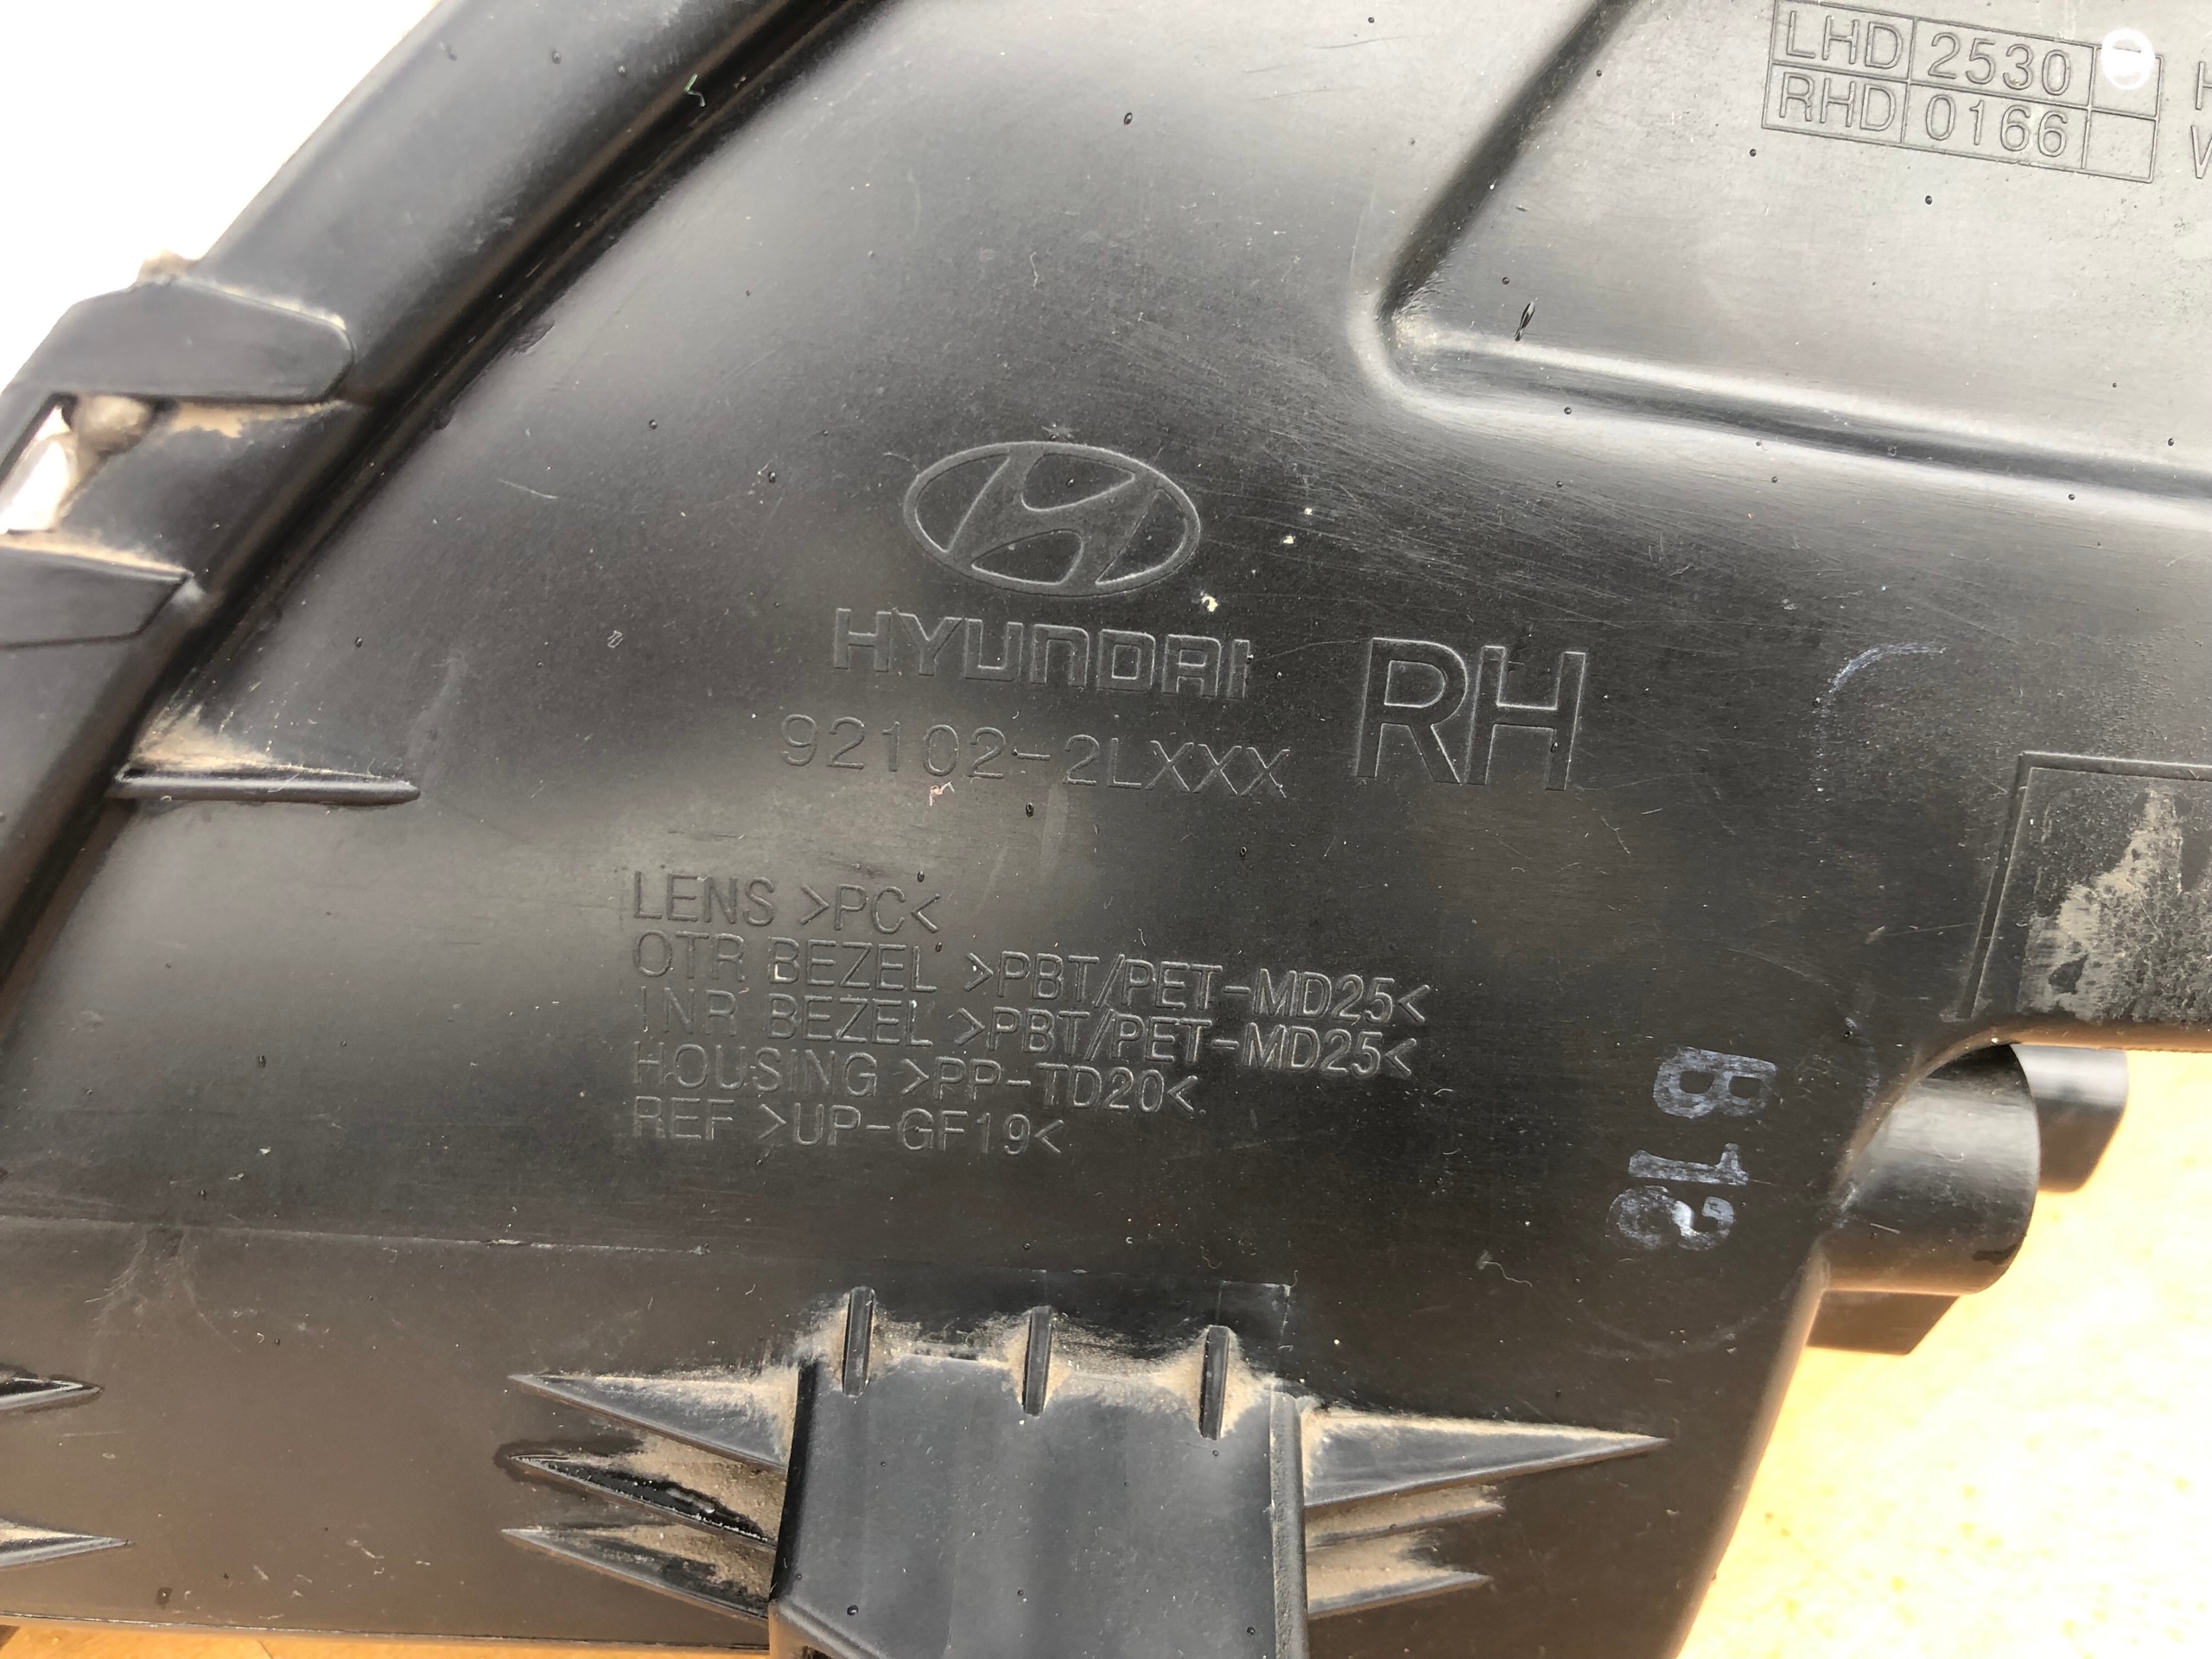 LHD 2530
RHD 0166
HYUNDAI
RH
92102-2LXXX
LENS >PC<
OTR BEZEL >PBT/PET-MD25<
INR BEZEL >PBT/PET-MD25<
HOUSING >PP-TD20<
REF >UP-GF19<
B12